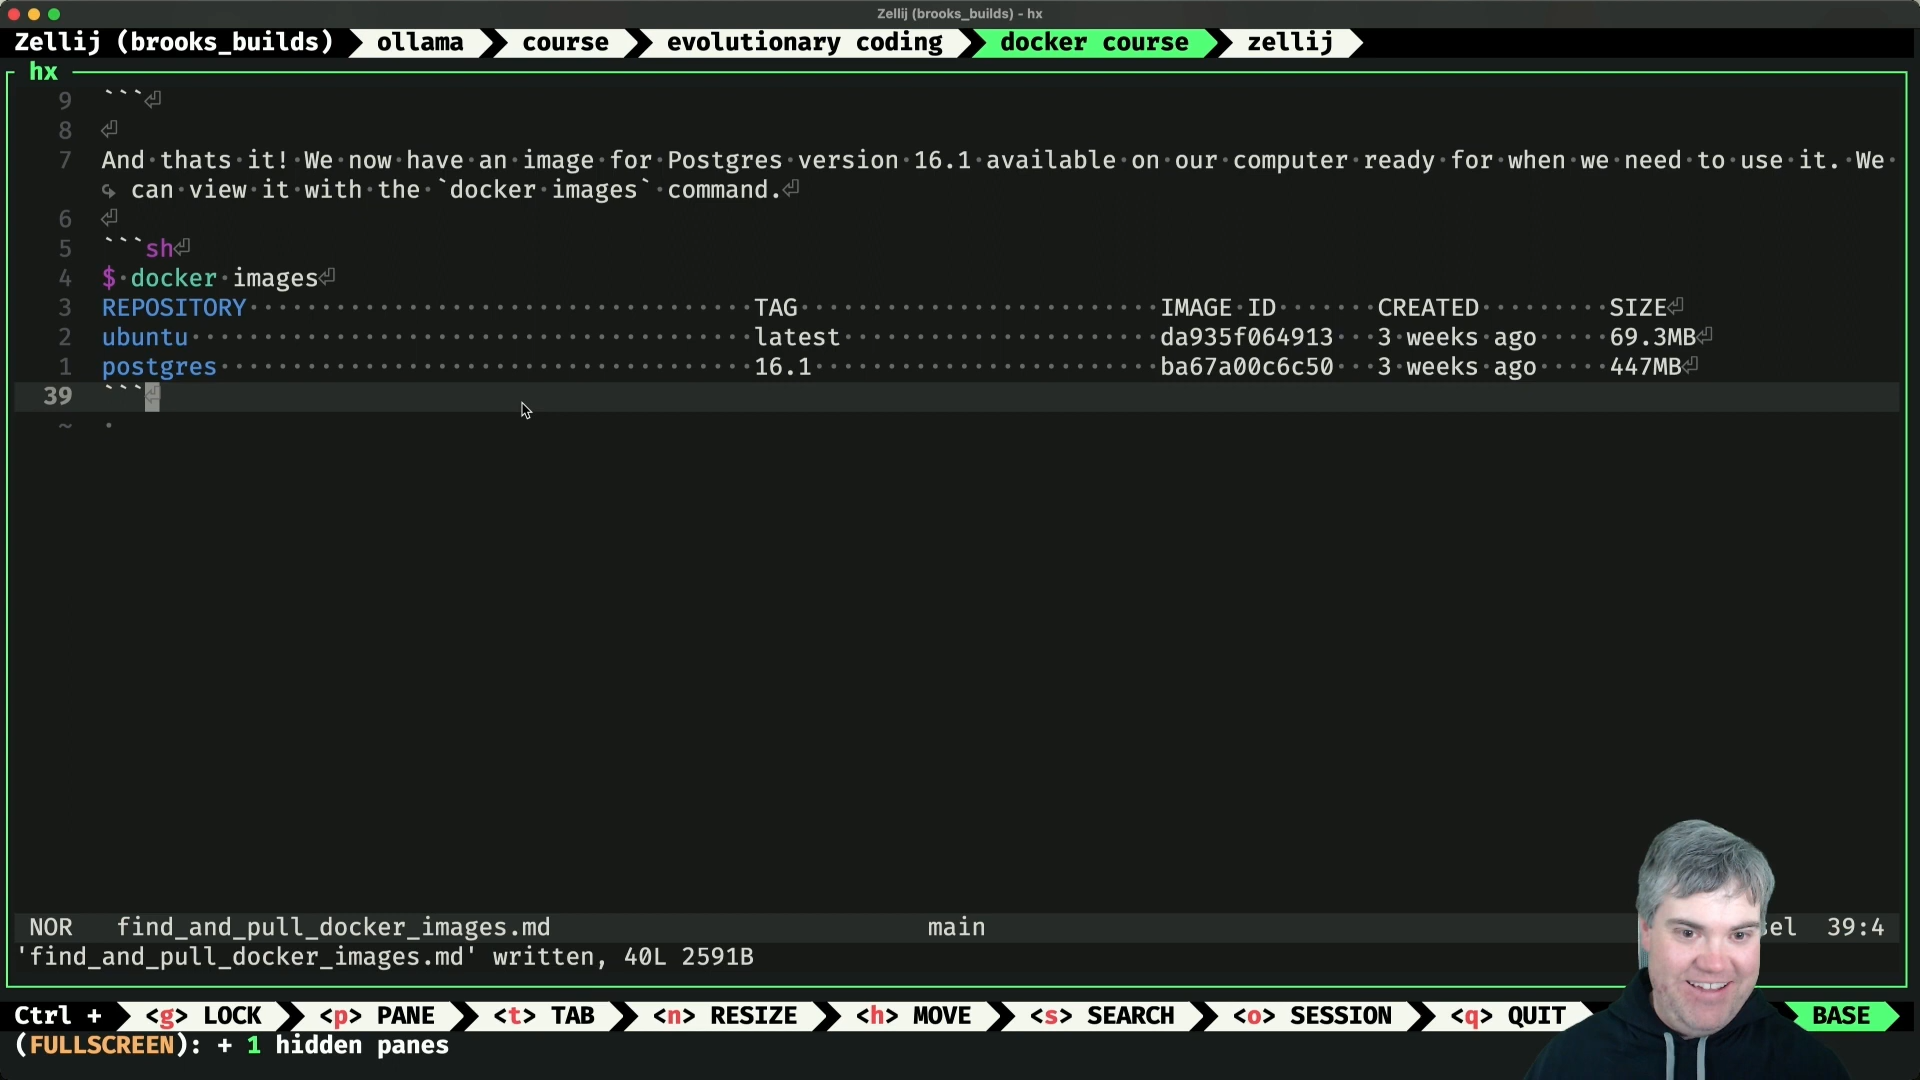 Zellij (brooks_builds) - hx
Zellij (brooks_builds) ollama course evolutionary coding docker course zellij
hx
9 ```
8
7 And thats it! We now have an image for Postgres version 16.1 available on our computer ready for when we need to use it. We
can view it with the `docker images` command.
6
5 ```sh
4 $ docker images
3 REPOSITORY TAG IMAGE ID CREATED SIZE
2 ubuntu latest da935f064913 3 weeks ago 69.3MB
1 postgres 16.1 ba67a00c6c50 3 weeks ago 447MB
39 ```
~
NOR find_and_pull_docker_images.md main sel 39:4
'find_and_pull_docker_images.md' written, 40L 2591B
Ctrl + <g> LOCK <p> PANE <t> TAB <n> RESIZE <h> MOVE <s> SEARCH <o> SESSION <q> QUIT BASE
(FULLSCREEN): + 1 hidden panes